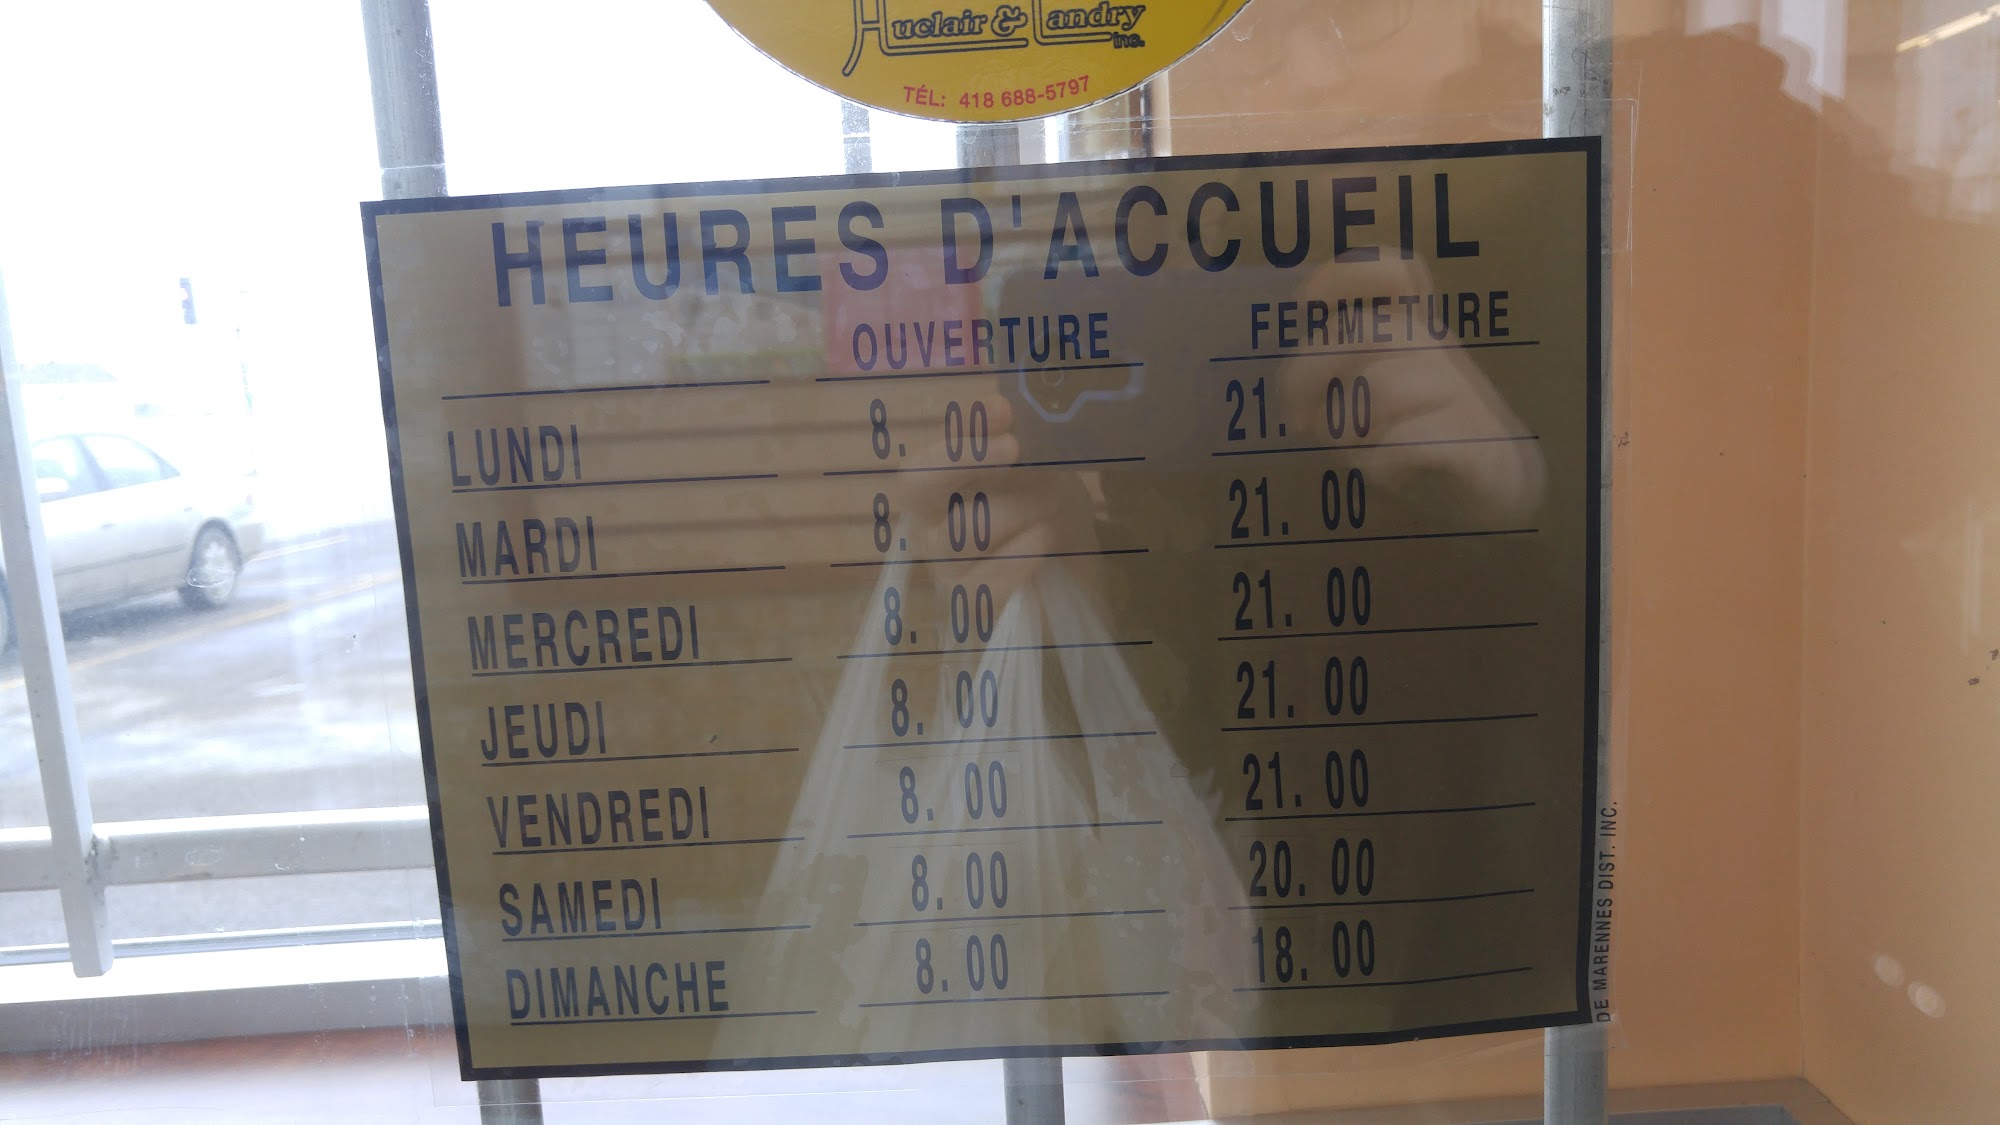 Huclair & Landry
inc.
TÉL: 418 688-5797
HEURES D'ACCUEIL
OUVERTURE FERMETURE
LUNDI 8. 00 21. 00
MARDI 8. 00 21. 00
MERCREDI 8. 00 21. 00
JEUDI 8. 00 21. 00
VENDREDI 8. 00 21. 00
SAMEDI 8. 00 20. 00
DIMANCHE 8. 00 18. 00
DE MARENNES DIST. INC.